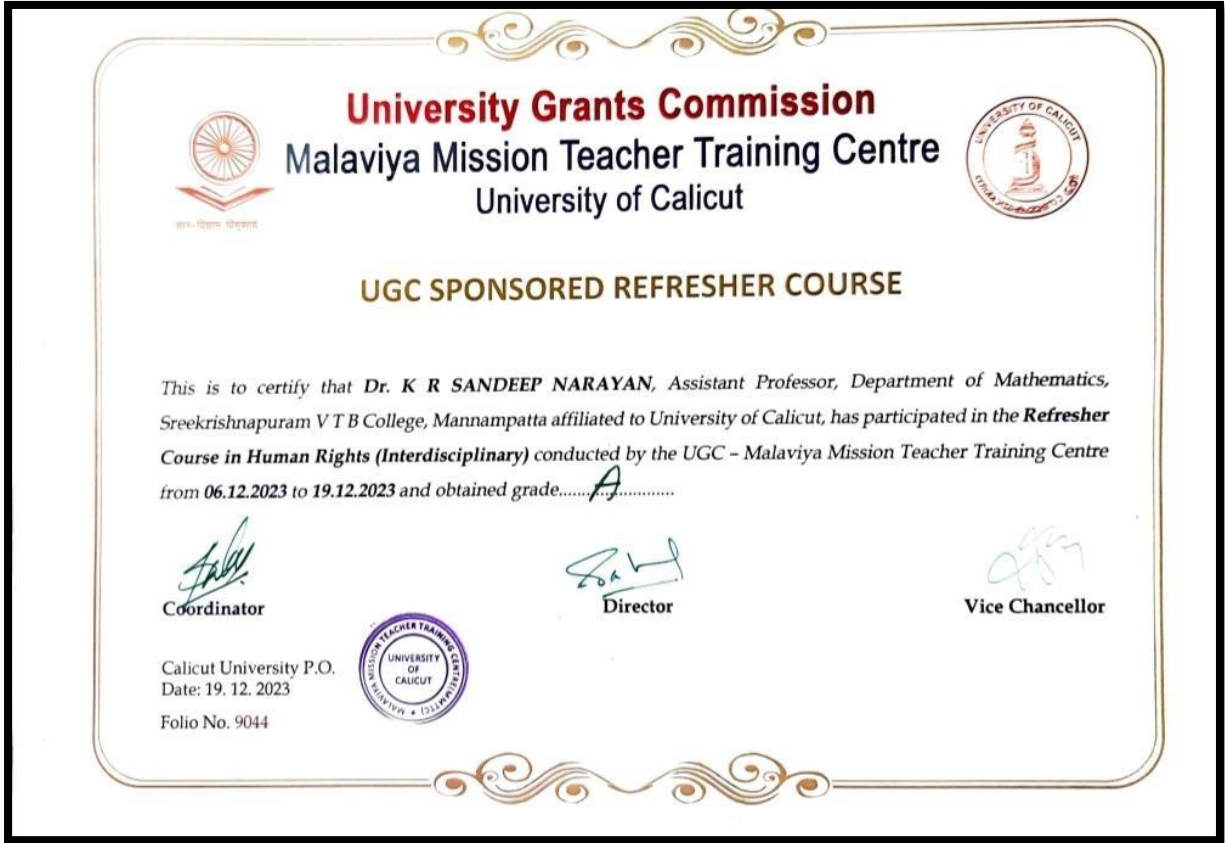 University Grants Commission
Malaviya Mission Teacher Training Centre
University of Calicut
UNIVERSITY OF CALICUT
UGC SPONSORED REFRESHER COURSE
This is to certify that Dr. K R SANDEEP NARAYAN, Assistant Professor, Department of Mathematics,
Sreekrishnapuram V T B College, Mannampatta affiliated to University of Calicut, has participated in the Refresher
Course in Human Rights (Interdisciplinary) conducted by the UGC – Malaviya Mission Teacher Training Centre
from 06.12.2023 to 19.12.2023 and obtained grade.......A.............
Coordinator
Director
Vice Chancellor
Calicut University P.O.
Date: 19. 12. 2023
Folio No. 9044
MALAVIYA MISSION TEACHER TRAINING CENTRE (MMTTC)
UNIVERSITY
OF
CALICUT